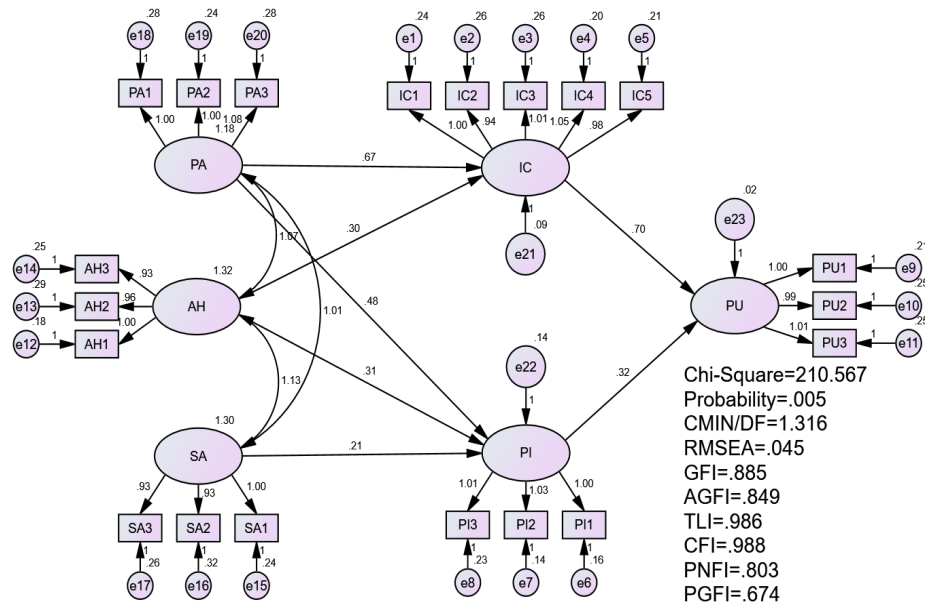 .28 .24 .28
e18 e19 e20
1 1 1
PA1 PA2 PA3
1.00 1.00 1.08
1.18
PA
.24 .26 .26 .20 .21
e1 e2 e3 e4 e5
1 1 1 1 1
IC1 IC2 IC3 IC4 IC5
1.00 .94 1.01 1.05 .98
IC
.67
1
.09
e21
.30
1.07
.48
1.01
.70
.02
e23
1
.25
e14 1 AH3 .93
.29
e13 1 AH2 .96
.18
e12 1 AH1 1.00
1.32
AH
PU
1.00 PU1 1 e9 .21
.99 PU2 1 e10 .25
1.01 PU3 1 e11 .25
.31
1.13
.14
e22
1
.32
1.30
SA
.21
PI
.93 .93 1.00
SA3 SA2 SA1
1 1 1
.26 .32 .24
e17 e16 e15
1.01 1.03 1.00
PI3 PI2 PI1
1 1 1
.23 .14 .16
e8 e7 e6
Chi-Square=210.567
Probability=.005
CMIN/DF=1.316
RMSEA=.045
GFI=.885
AGFI=.849
TLI=.986
CFI=.988
PNFI=.803
PGFI=.674